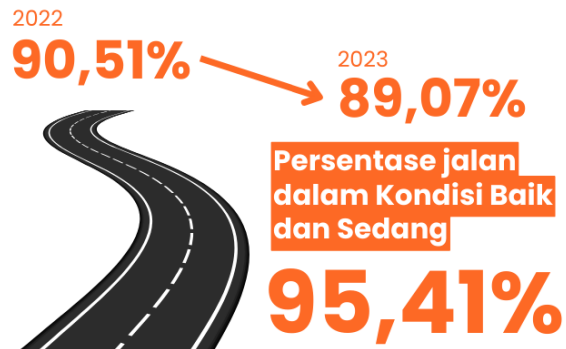 2022
90,51%
2023
89,07%
Persentase jalan
dalam Kondisi Baik
dan Sedang
95,41%